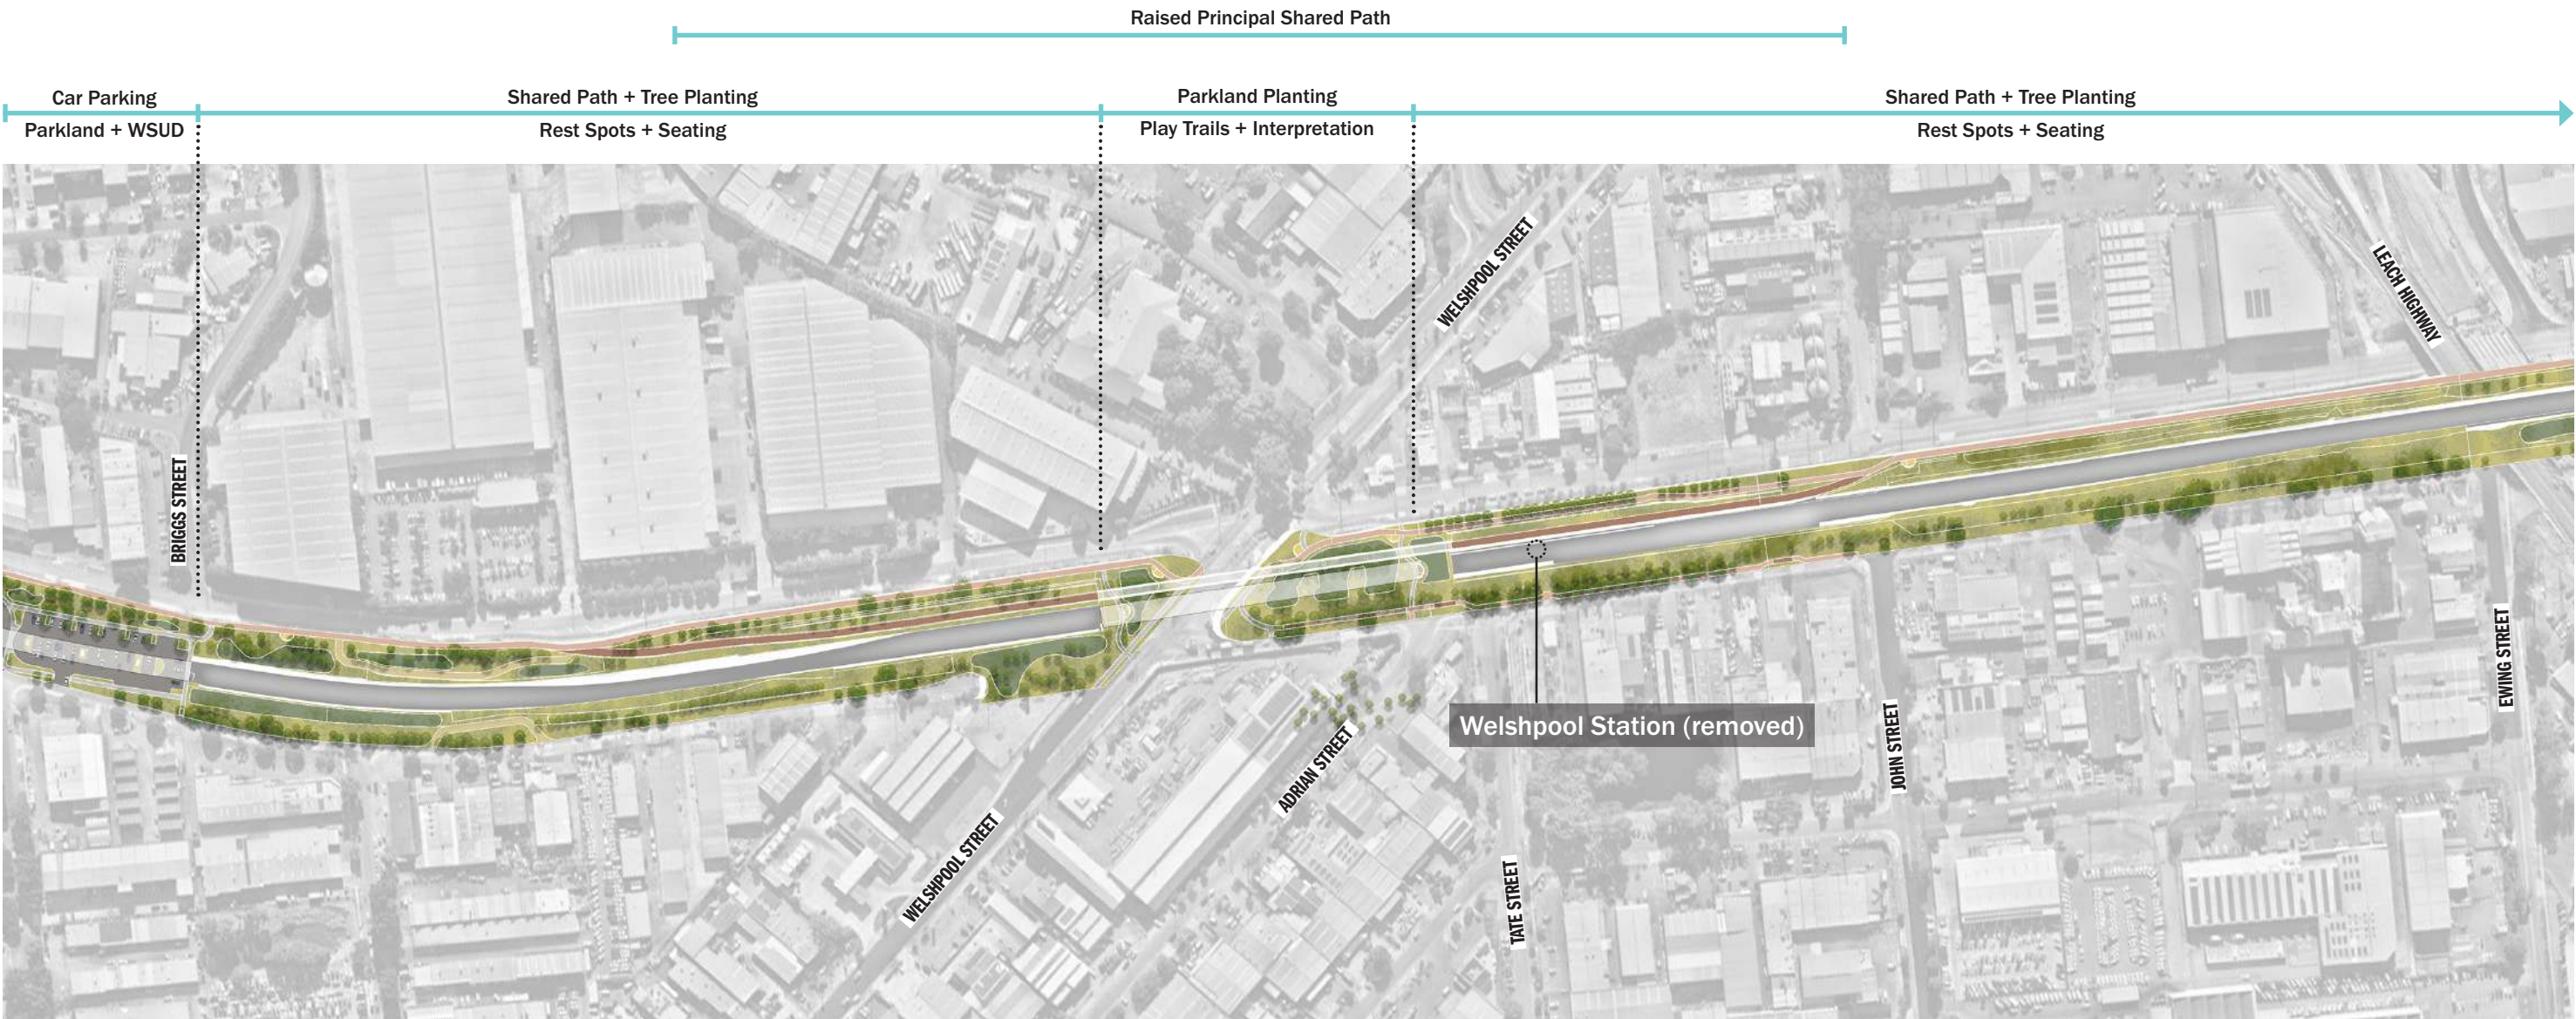 Raised Principal Shared Path
Car Parking
Shared Path + Tree Planting
Parkland Planting
Shared Path + Tree Planting
Parkland + WSUD
Rest Spots + Seating
Play Trails + Interpretation
Rest Spots + Seating
WELSHPOOL STREET
LEACH HIGHWAY
BRIGGS STREET
EWING STREET
Welshpool Station (removed)
JOHN STREET
ADRIAN STREET
WELSHPOOL STREET
TATE STREET